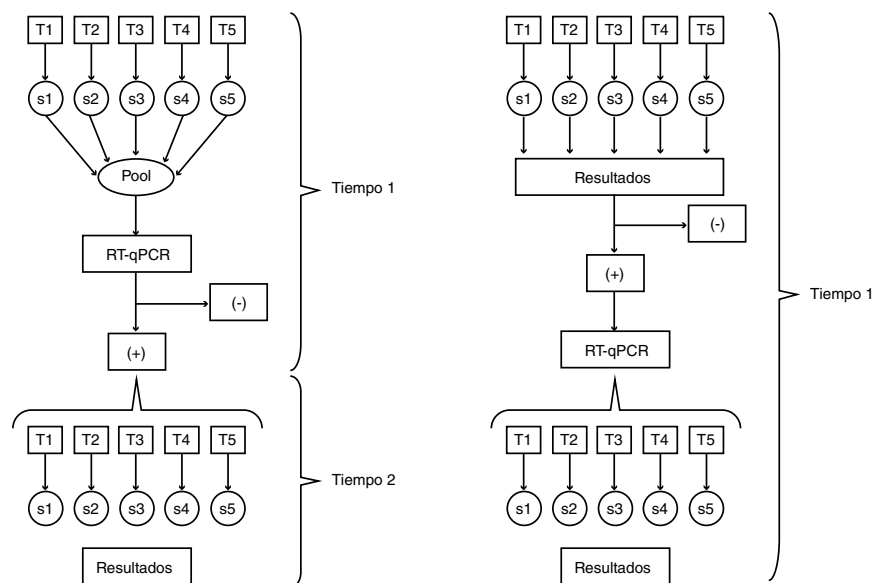 T1 T2 T3 T4 T5
s1 s2 s3 s4 s5
Pool
RT-qPCR
(-)
(+)
Tiempo 1
T1 T2 T3 T4 T5
s1 s2 s3 s4 s5
Resultados
Tiempo 2
T1 T2 T3 T4 T5
s1 s2 s3 s4 s5
Resultados
(-)
(+)
RT-qPCR
T1 T2 T3 T4 T5
s1 s2 s3 s4 s5
Resultados
Tiempo 1